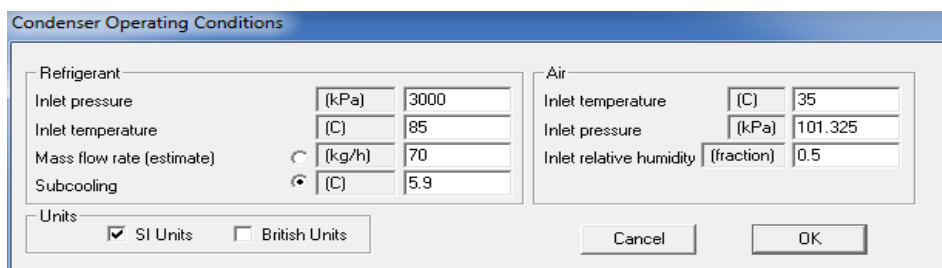 Condenser Operating Conditions
Refrigerant
Inlet pressure (kPa) 3000
Inlet temperature (C) 85
Mass flow rate (estimate) (kg/h) 70
Subcooling (C) 5.9
Air
Inlet temperature (C) 35
Inlet pressure (kPa) 101.325
Inlet relative humidity (fraction) 0.5
Units
SI Units British Units
Cancel OK